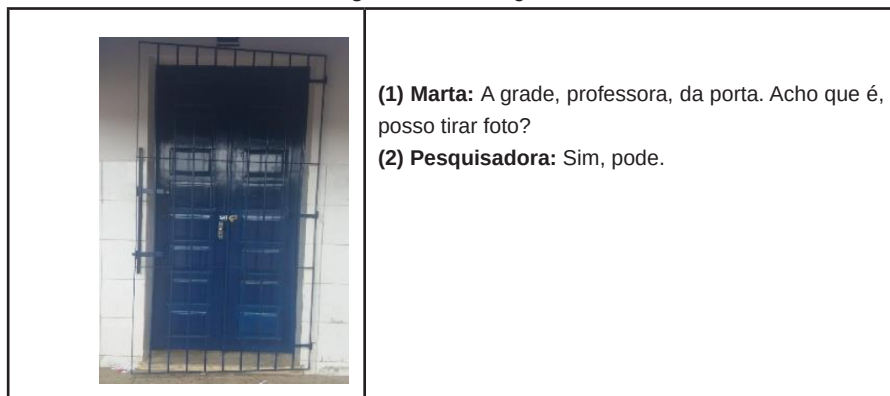 (1) Marta: A grade, professora, da porta. Acho que é,
posso tirar foto?
(2) Pesquisadora: Sim, pode.